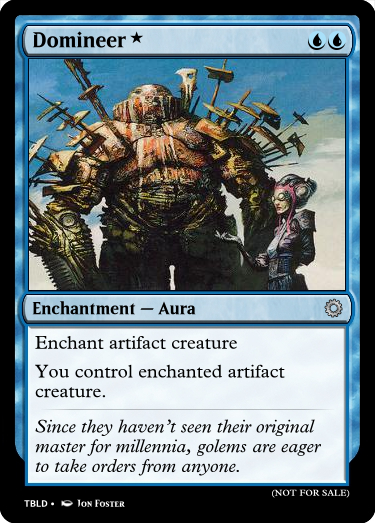 Domineer ★
Enchantment — Aura
Enchant artifact creature
You control enchanted artifact
creature.
Since they haven't seen their original
master for millennia, golems are eager
to take orders from anyone.
(NOT FOR SALE)
TBLD • Jon Foster